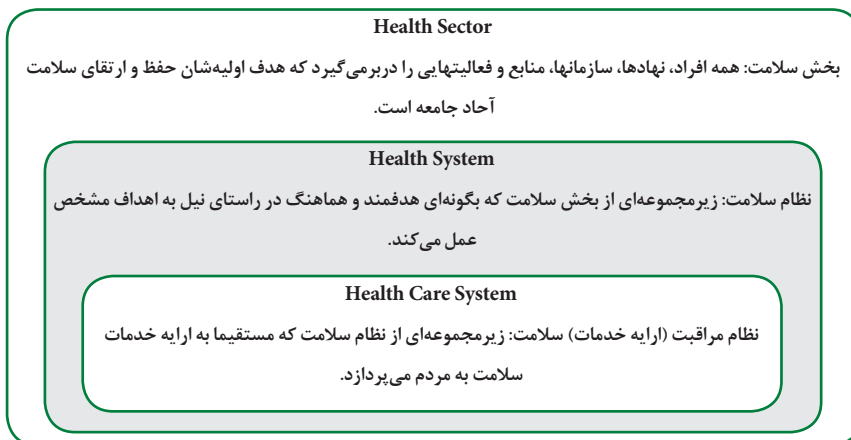 Health Sector
بخش سلامت: همه افراد، نهادها، سازمانها، منابع و فعالیتهایی را دربرمی‌گیرد که هدف اولیه‌شان حفظ و ارتقای سلامت
آحاد جامعه است.
Health System
نظام سلامت: زیرمجموعه‌ای از بخش سلامت که بگونه‌ای هدفمند و هماهنگ در راستای نیل به اهداف مشخص
عمل می‌کند.
Health Care System
نظام مراقبت (ارایه خدمات) سلامت: زیرمجموعه‌ای از نظام سلامت که مستقیما به ارایه خدمات
سلامت به مردم می‌پردازد.